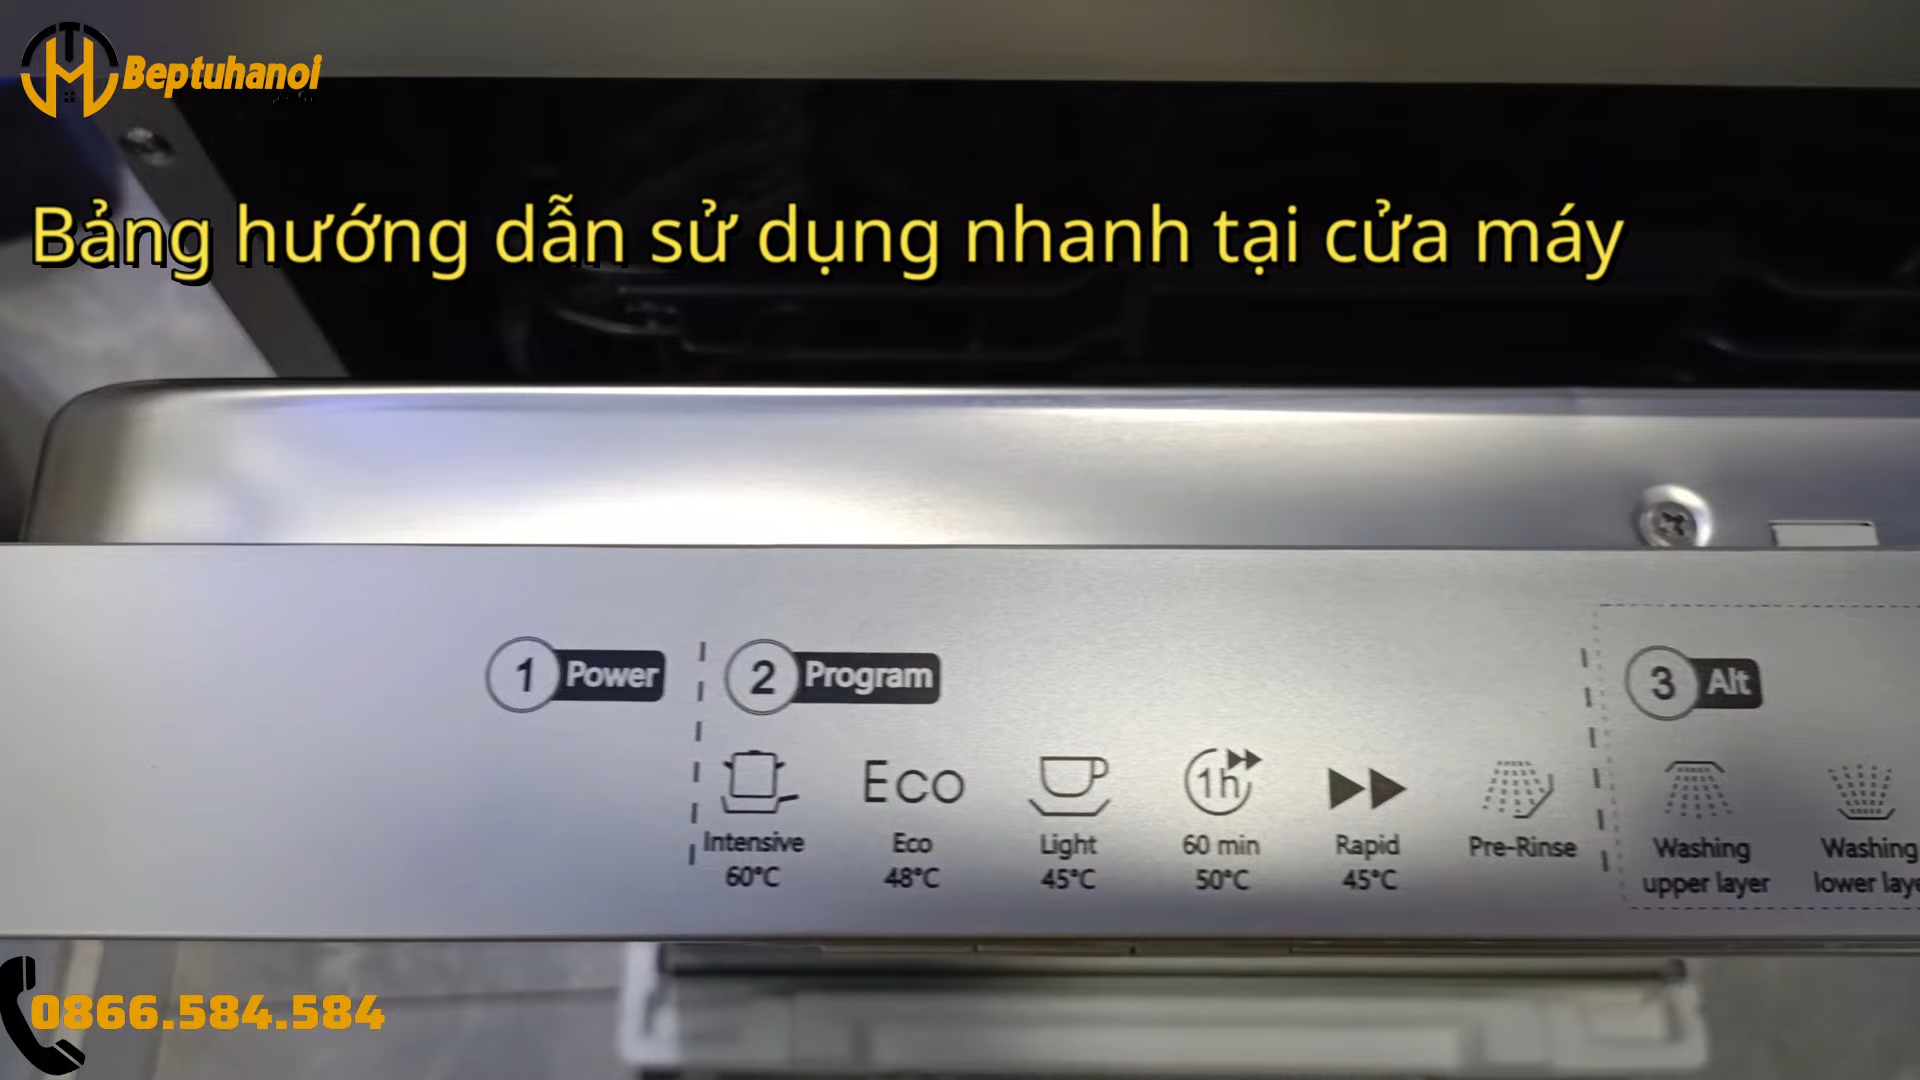 Beptuhanoi
Bảng hướng dẫn sử dụng nhanh tại cửa máy
1 Power
2 Program
3 Alt
Eco
1h
Intensive
60°C
Eco
48°C
Light
45°C
60 min
50°C
Rapid
45°C
Pre-Rinse
Washing
upper layer
Washing
lower
0866.584.584